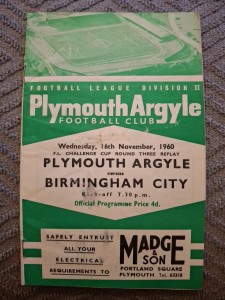 FOOTBALL LEAGUE DIVISION II
Plymouth Argyle
FOOTBALL CLUB
Wednesday, 16th November, 1960
F.L. CHALLENGE CUP ROUND THREE REPLAY
PLYMOUTH ARGYLE
versus
BIRMINGHAM CITY
Kick-off 7.30 p.m.
Official Programme Price 4d.
SAFELY ENTRUST
ALL YOUR
ELECTRICAL
REQUIREMENTS TO
MADGE
& SON
PORTLAND SQUARE
PLYMOUTH Tel. 63318